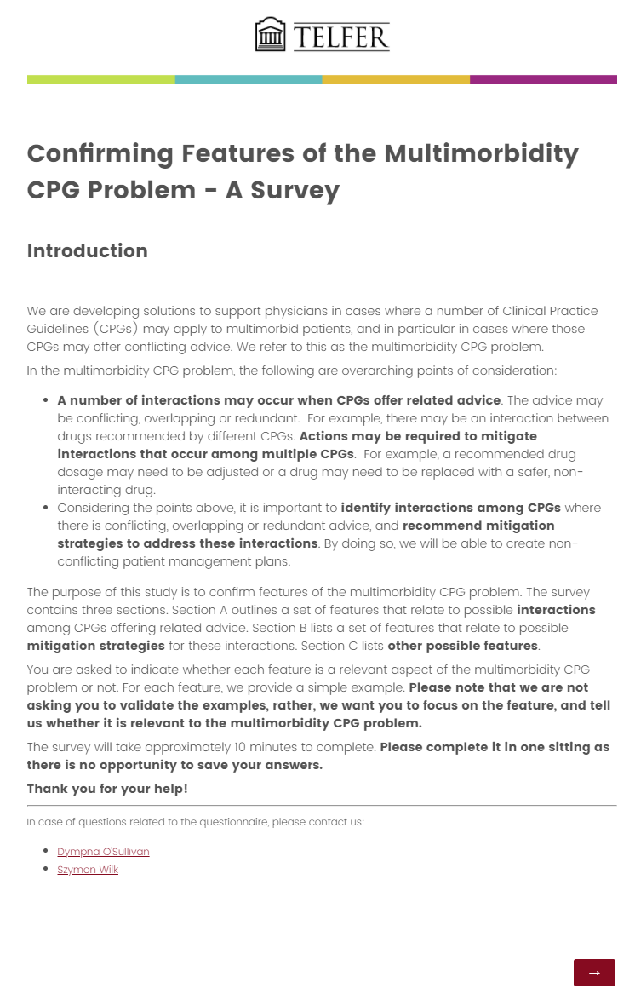 TELFER
Confirming Features of the Multimorbidity
CPG Problem - A Survey
Introduction
We are developing solutions to support physicians in cases where a number of Clinical Practice
Guidelines (CPGs) may apply to multimorbid patients, and in particular in cases where those
CPGs may offer conflicting advice. We refer to this as the multimorbidity CPG problem.
In the multimorbidity CPG problem, the following are overarching points of consideration:
• A number of interactions may occur when CPGs offer related advice. The advice may
be conflicting, overlapping or redundant.  For example, there may be an interaction between
drugs recommended by different CPGs. Actions may be required to mitigate
interactions that occur among multiple CPGs.  For example, a recommended drug
dosage may need to be adjusted or a drug may need to be replaced with a safer, non-
interacting drug.
• Considering the points above, it is important to identify interactions among CPGs where
there is conflicting, overlapping or redundant advice, and recommend mitigation
strategies to address these interactions. By doing so, we will be able to create non-
conflicting patient management plans.
The purpose of this study is to confirm features of the multimorbidity CPG problem. The survey
contains three sections. Section A outlines a set of features that relate to possible interactions
among CPGs offering related advice. Section B lists a set of features that relate to possible
mitigation strategies for these interactions. Section C lists other possible features.
You are asked to indicate whether each feature is a relevant aspect of the multimorbidity CPG
problem or not. For each feature, we provide a simple example. Please note that we are not
asking you to validate the examples, rather, we want you to focus on the feature, and tell
us whether it is relevant to the multimorbidity CPG problem.
The survey will take approximately 10 minutes to complete. Please complete it in one sitting as
there is no opportunity to save your answers.
Thank you for your help!
In case of questions related to the questionnaire, please contact us:
• Dympna O'Sullivan
• Szymon Wilk
→